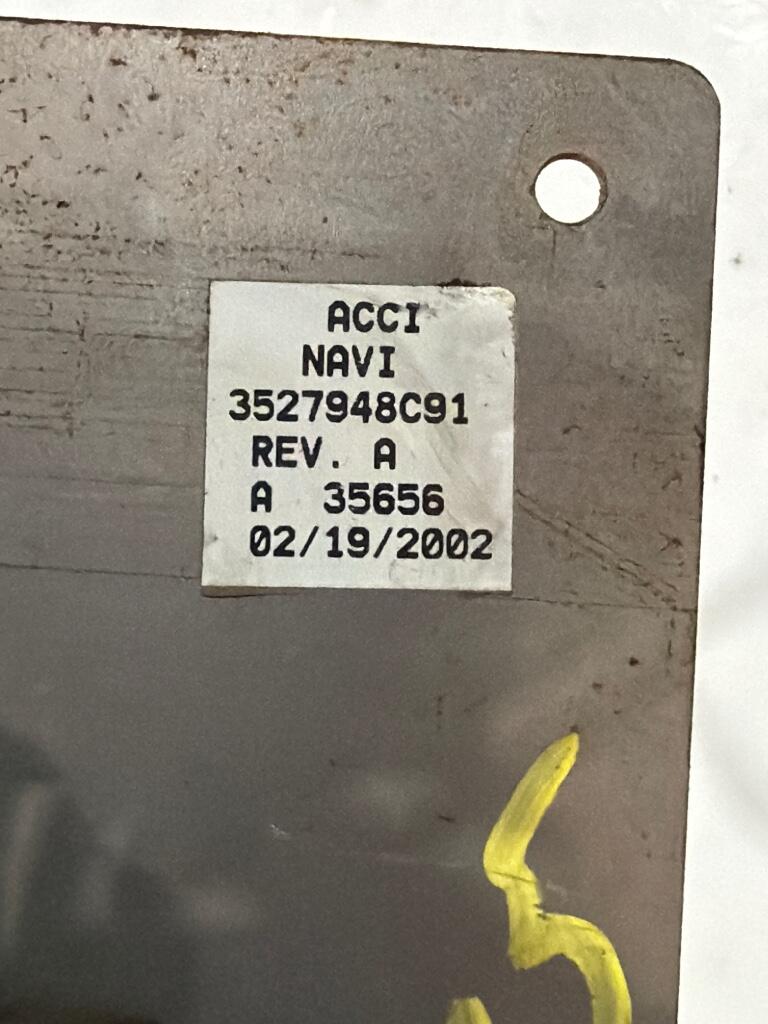 ACCI
NAVI
3527948C91
REV. A
A 35656
02/19/2002